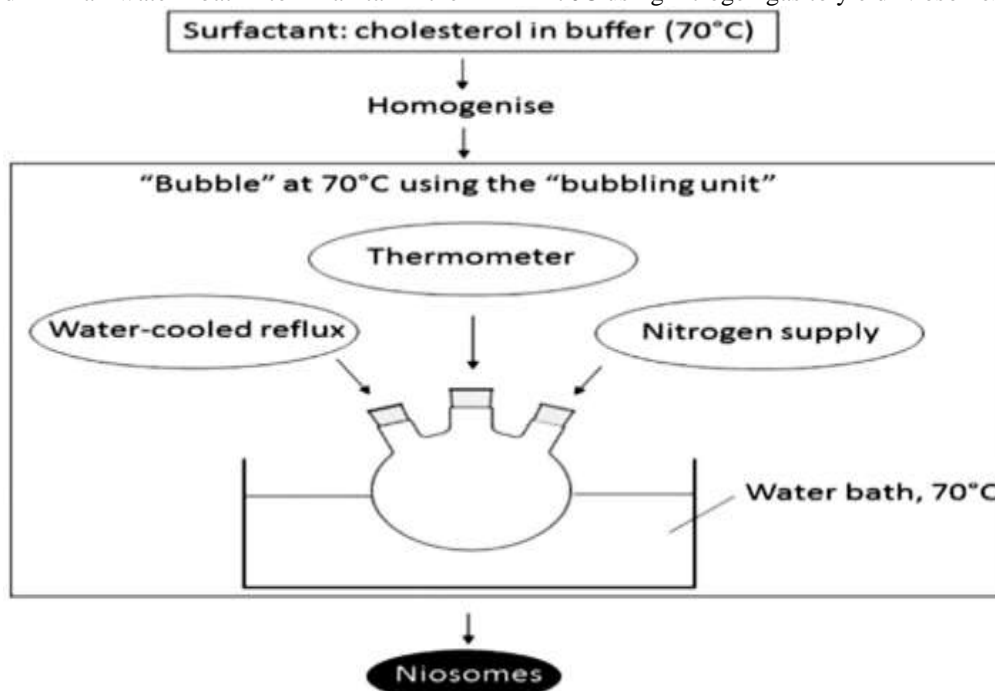 Surfactant: cholesterol in buffer (70°C)
Homogenise
"Bubble" at 70°C using the "bubbling unit"
Thermometer
Water-cooled reflux
Nitrogen supply
Water bath, 70°C
Niosomes